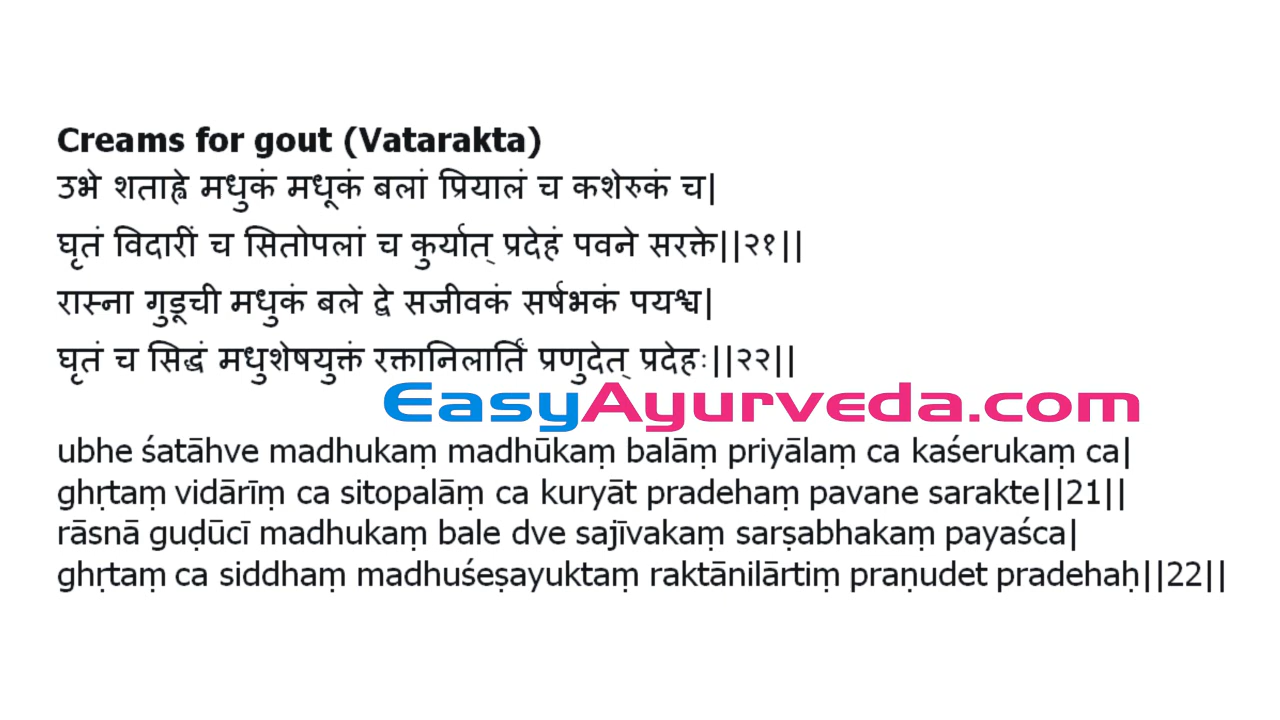 Creams for gout (Vatarakta)
उभे शताह्वे मधुकं मधूकं बलां प्रियालं च कशेरुकं च|
घृतं विदारीं च सितोपलां च कुर्यात् प्रदेहं पवने सरक्ते||२१||
रास्ना गुडूची मधुकं बले द्वे सजीवकं सर्षभकं पयश्च|
घृतं च सिद्धं मधुशेषयुक्तं रक्तानिलार्तिं प्रणुदेत् प्रदेहः||२२||
EasyAyurveda.com
ubhe śatāhve madhukaṃ madhūkaṃ balāṃ priyālaṃ ca kaśerukaṃ ca|
ghṛtaṃ vidārīṃ ca sitopalāṃ ca kuryāt pradehaṃ pavane sarakte||21||
rāsnā guḍūcī madhukaṃ bale dve sajīvakaṃ sarṣabhakaṃ payaśca|
ghṛtaṃ ca siddhaṃ madhuśeṣayuktaṃ raktānilārtiṃ praṇudet pradehaḥ||22||